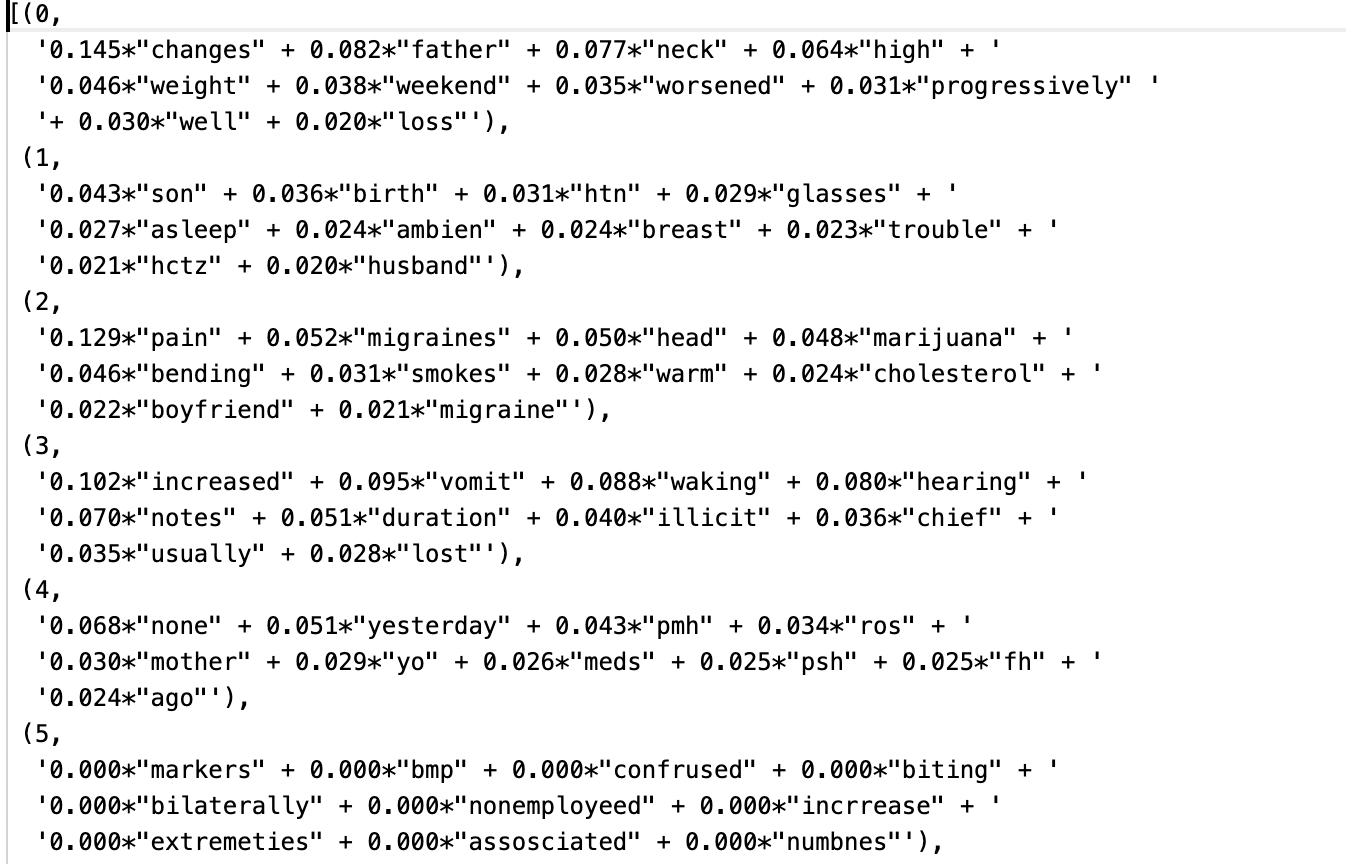 [(0,
'0.145*"changes" + 0.082*"father" + 0.077*"neck" + 0.064*"high" + '
'0.046*"weight" + 0.038*"weekend" + 0.035*"worsened" + 0.031*"progressively" '
'+ 0.030*"well" + 0.020*"loss"'),
(1,
'0.043*"son" + 0.036*"birth" + 0.031*"htn" + 0.029*"glasses" + '
'0.027*"asleep" + 0.024*"ambien" + 0.024*"breast" + 0.023*"trouble" + '
'0.021*"hctz" + 0.020*"husband"'),
(2,
'0.129*"pain" + 0.052*"migraines" + 0.050*"head" + 0.048*"marijuana" + '
'0.046*"bending" + 0.031*"smokes" + 0.028*"warm" + 0.024*"cholesterol" + '
'0.022*"boyfriend" + 0.021*"migraine"'),
(3,
'0.102*"increased" + 0.095*"vomit" + 0.088*"waking" + 0.080*"hearing" + '
'0.070*"notes" + 0.051*"duration" + 0.040*"illicit" + 0.036*"chief" + '
'0.035*"usually" + 0.028*"lost"'),
(4,
'0.068*"none" + 0.051*"yesterday" + 0.043*"pmh" + 0.034*"ros" + '
'0.030*"mother" + 0.029*"yo" + 0.026*"meds" + 0.025*"psh" + 0.025*"fh" + '
'0.024*"ago"'),
(5,
'0.000*"markers" + 0.000*"bmp" + 0.000*"confrused" + 0.000*"biting" + '
'0.000*"bilaterally" + 0.000*"nonemployeed" + 0.000*"incrrease" + '
'0.000*"extremeties" + 0.000*"assosciated" + 0.000*"numbnes"'),